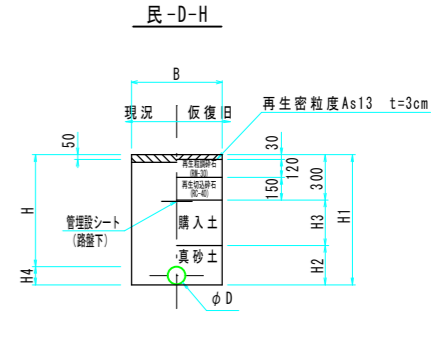 民-D-H
B
現況
仮復旧
再生密粒度As13 t=3cm
50
30
120
150
300
再生粒調砕石
(RM-30)
再生切込砕石
(RC-40)
管埋設シート
(路盤下)
購入土
真砂土
H
H4
H3
H2
H1
φD